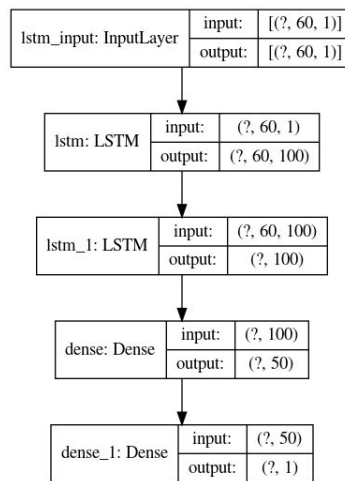 lstm_input: InputLayer
input: [(?, 60, 1)]
output: [(?, 60, 1)]
lstm: LSTM
input: (?, 60, 1)
output: (?, 60, 100)
lstm_1: LSTM
input: (?, 60, 100)
output: (?, 100)
dense: Dense
input: (?, 100)
output: (?, 50)
dense_1: Dense
input: (?, 50)
output: (?, 1)